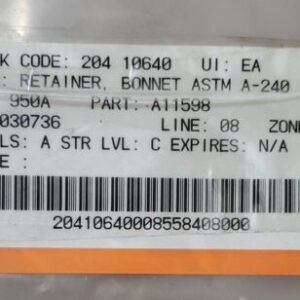 K CODE: 204 10640 UI: EA
: RETAINER, BONNET ASTM A-240
950A PART: A11598
030736 LINE: 08 ZONE
LS: A STR LVL: C EXPIRES: N/A
E :
20410640008558408000